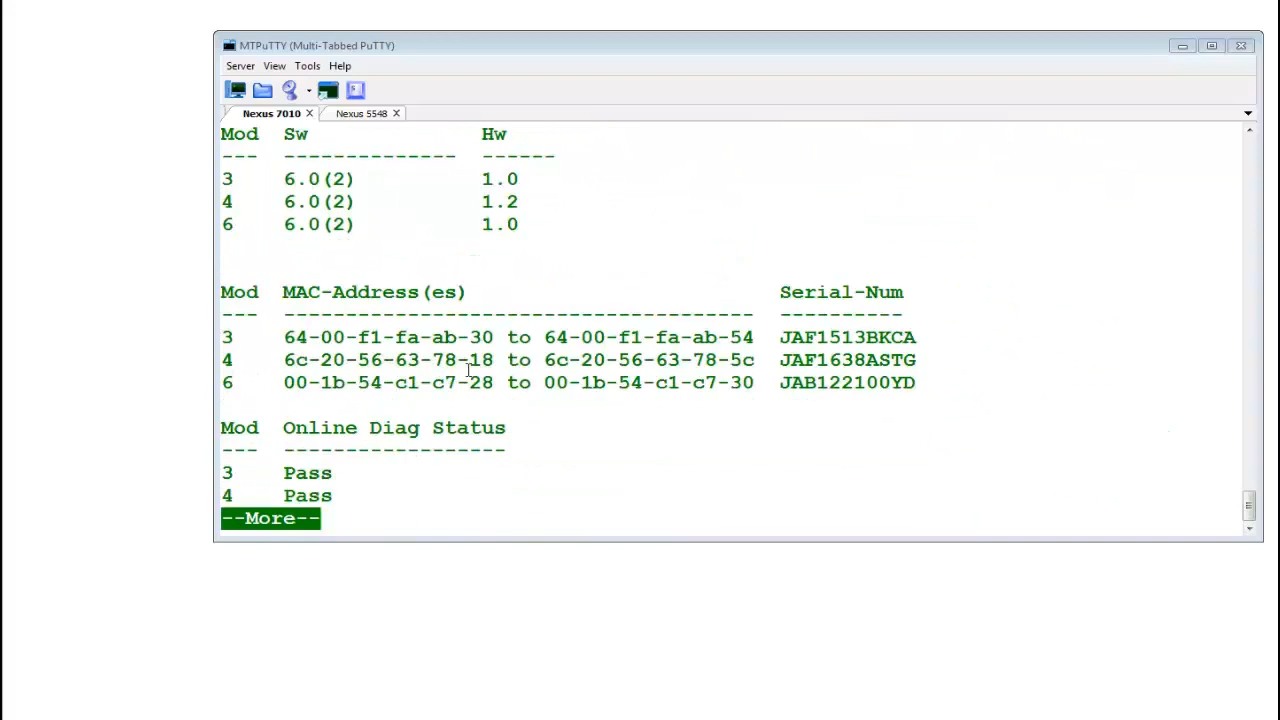 MTPuTTY (Multi-Tabbed PuTTY)
Server View Tools Help
Nexus 7010 Nexus 5548
Mod Sw Hw
--- -------------- ------
3 6.0(2) 1.0
4 6.0(2) 1.2
6 6.0(2) 1.0
Mod MAC-Address(es) Serial-Num
--- -------------------------------------- ----------
3 64-00-f1-fa-ab-30 to 64-00-f1-fa-ab-54 JAF1513BKCA
4 6c-20-56-63-78-18 to 6c-20-56-63-78-5c JAF1638ASTG
6 00-1b-54-c1-c7-28 to 00-1b-54-c1-c7-30 JAB122100YD
Mod Online Diag Status
--- ------------------
3 Pass
4 Pass
--More--